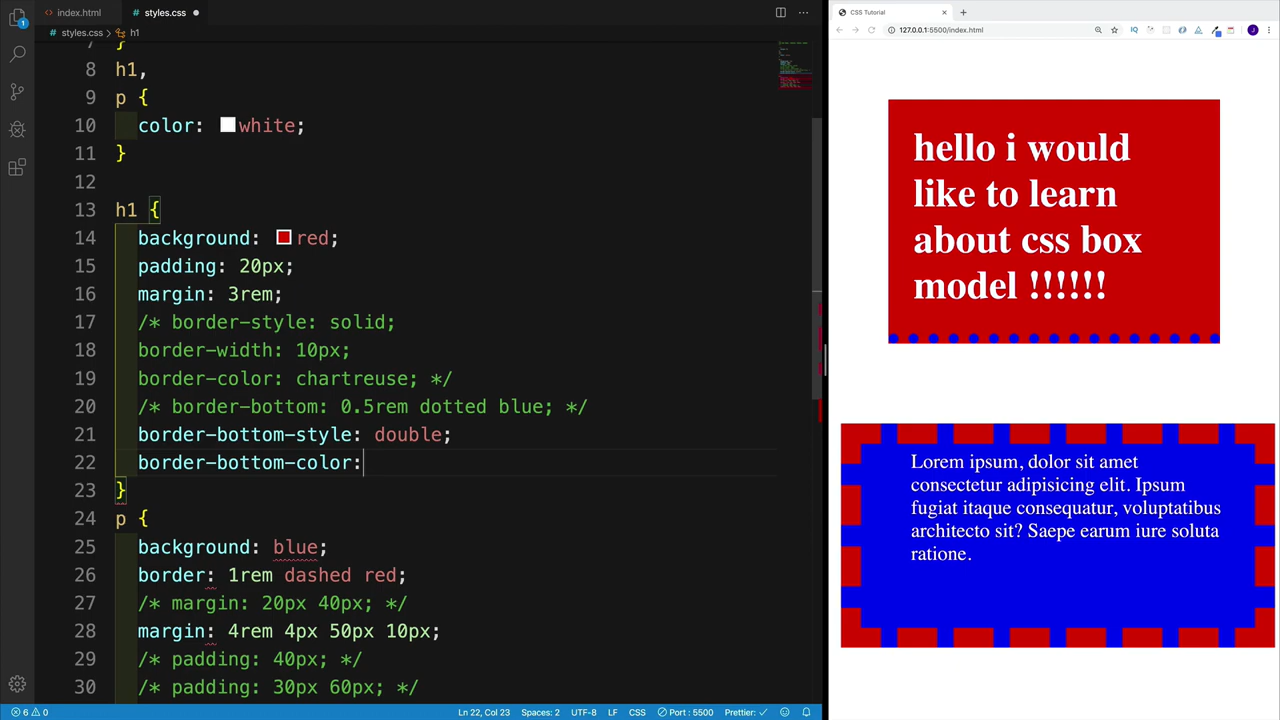 index.html
styles.css
styles.css
h1
1
7 }
8 h1,
9 p {
10 color: white;
11 }
12
13 h1 {
14 background: red;
15 padding: 20px;
16 margin: 3rem;
17 /* border-style: solid;
18 border-width: 10px;
19 border-color: chartreuse; */
20 /* border-bottom: 0.5rem dotted blue; */
21 border-bottom-style: double;
22 border-bottom-color:
23 }
24 p {
25 background: blue;
26 border: 1rem dashed red;
27 /* margin: 20px 40px; */
28 margin: 4rem 4px 50px 10px;
29 /* padding: 40px; */
30 /* padding: 30px 60px; */
6 0
Ln 22, Col 23
Spaces: 2
UTF-8
LF
CSS
Port : 5500
Prettier: ✓
CSS Tutorial
127.0.0.1:5500/index.html
IQ
J
hello i would
like to learn
about css box
model !!!!!!
Lorem ipsum, dolor sit amet
consectetur adipisicing elit. Ipsum
fugiat itaque consequatur, voluptatibus
architecto sit? Saepe earum iure soluta
ratione.